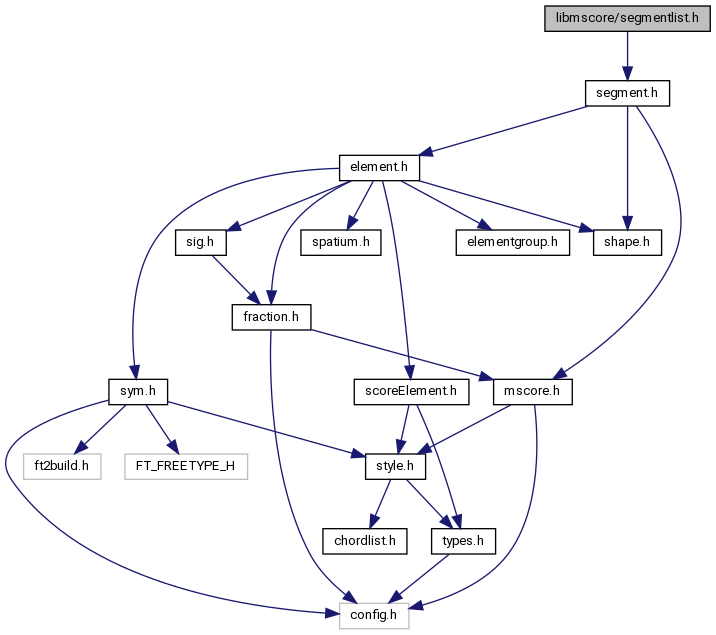 libmscore/segmentlist.h
segment.h
element.h
sig.h
spatium.h
elementgroup.h
shape.h
fraction.h
sym.h
scoreElement.h
mscore.h
ft2build.h
FT_FREETYPE_H
style.h
chordlist.h
types.h
config.h